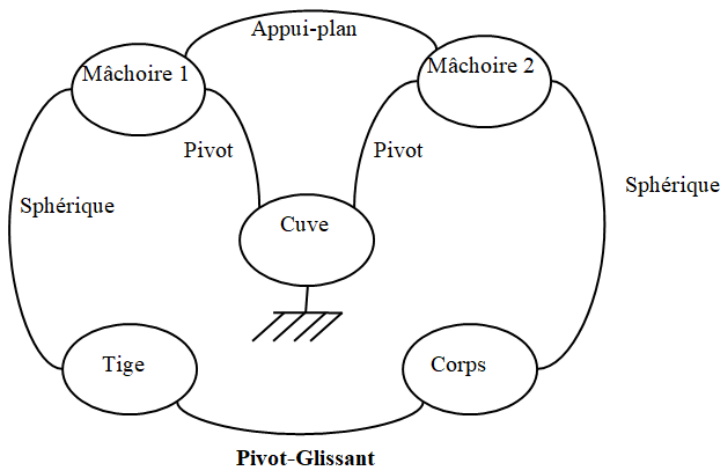 Appui-plan
Mâchoire 1
Mâchoire 2
Pivot
Pivot
Sphérique
Sphérique
Cuve
Tige
Corps
Pivot-Glissant